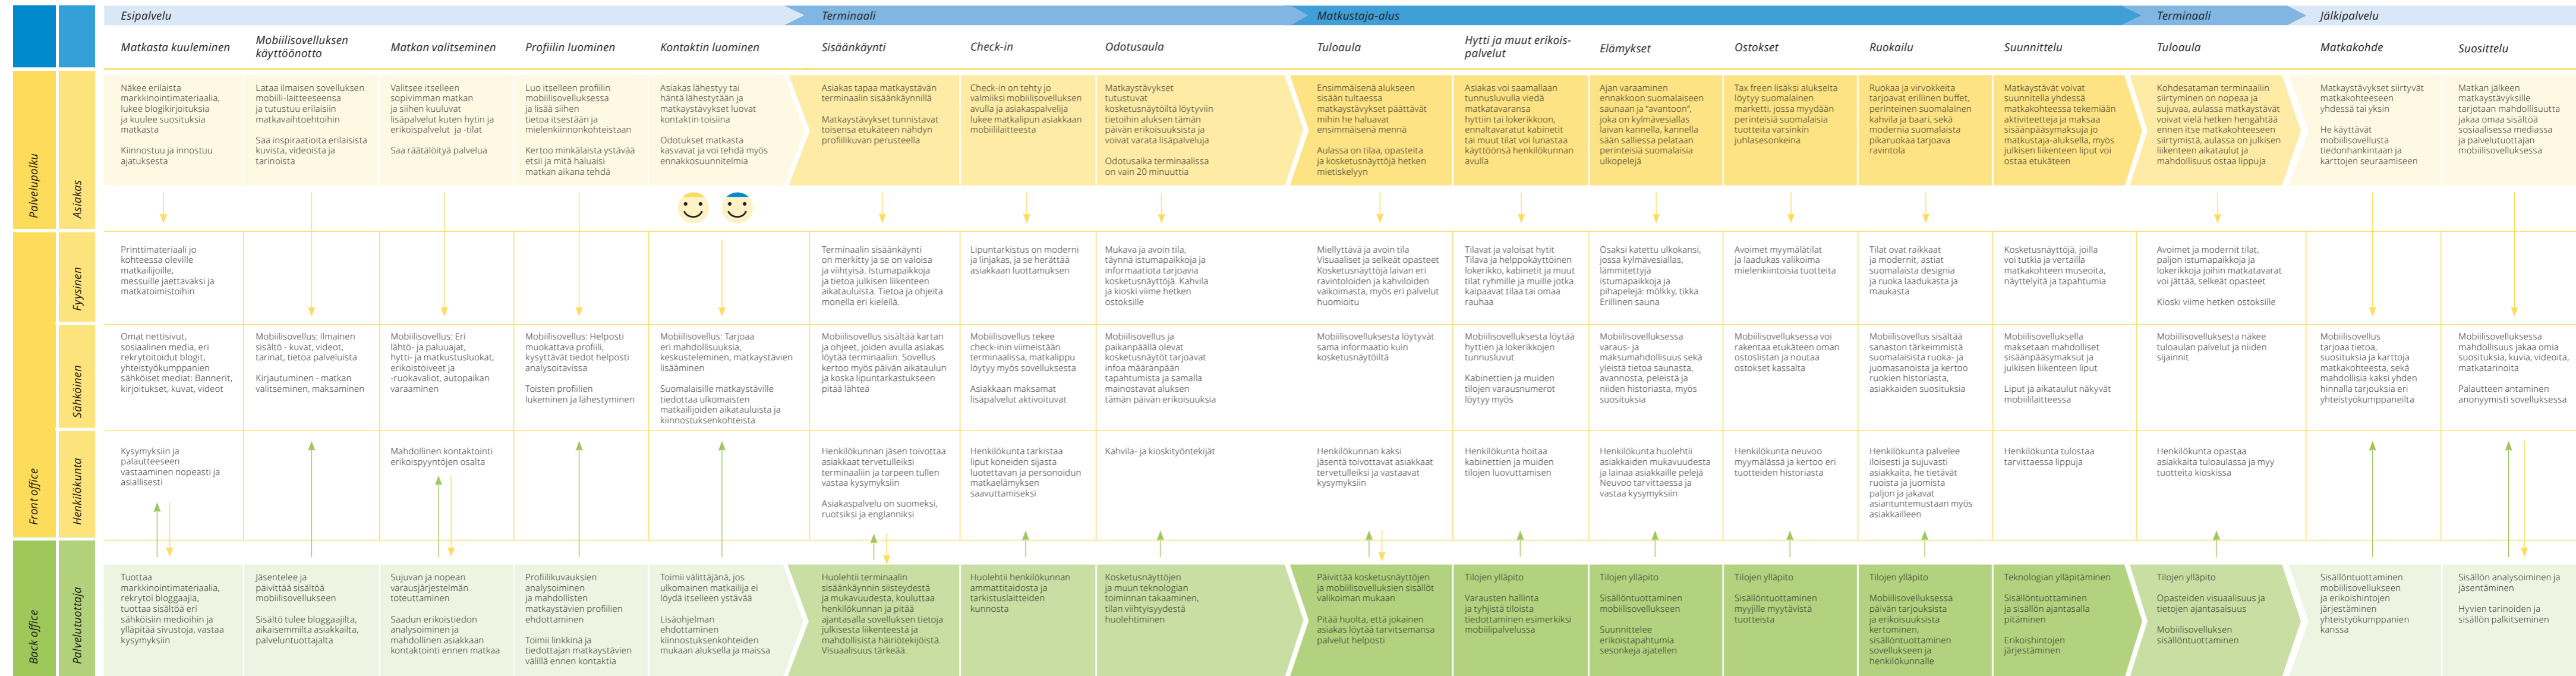 Esipalvelu
Terminaali
Matkustaja-alus
Terminaali
Jälkipalvelu
Matkasta kuuleminen
Mobiilisovelluksen
käyttöönotto
Matkan valitseminen
Profiilin luominen
Kontaktin luominen
Sisäänkäynti
Check-in
Odotusaula
Tuloaula
Hytti ja muut erikois-
palvelut
Elämykset
Ostokset
Ruokailu
Suunnittelu
Tuloaula
Matkakohde
Suosittelu
Palvelupolku
Asiakas
Näkee erilaista
markkinointimateriaalia,
lukee blogikirjoituksia
ja kuulee suosituksia
matkasta
Kiinnostuu ja innostuu
ajatuksesta
Lataa ilmaisen sovelluksen
mobiili-laitteeseensa
ja tutustuu erilaisiin
matkavaihtoehtoihin
Saa inspiraatioita erilaisista
kuvista, videoista ja
tarinoista
Valitsee itselleen
sopivimman matkan
ja siihen kuuluvat
lisäpalvelut kuten hytin ja
erikoispalvelut ja -tilat
Saa räätälöityä palvelua
Luo itselleen profiilin
mobiilisovelluksessa
ja lisää siihen
tietoa itsestään ja
mielenkiinnonkohteistaan
Kertoo minkälaista ystävää
etsii ja mitä haluaisi
matkan aikana tehdä
Asiakas lähestyy tai
häntä lähestytään ja
matkaystävykset luovat
kontaktin toisiina
Odotukset matkasta
kasvavat ja voi tehdä myös
ennakkosuunnitelmia
Asiakas tapaa matkaystävän
terminaalin sisäänkäynnillä
Matkaystävykset tunnistavat
toisensa etukäteen nähdyn
profiilikuvan perusteella
Check-in on tehty jo
valmiiksi mobiilisovelluksen
avulla ja asiakaspalvelija
lukee matkalipun asiakkaan
mobiililaitteesta
Matkaystävykset
tutustuvat
kosketusnäytöiltä löytyviin
tietoihin aluksen tämän
päivän erikoisuuksista ja
voivat varata lisäpalveluja
Odotusaika terminaalissa
on vain 20 minuuttia
Ensimmäisenä alukseen
sisään tultaessa
matkaystävykset päättävät
mihin he haluavat
ensimmäisenä mennä
Aulassa on tilaa, opasteita
ja kosketusnäyttöjä hetken
mietiskelyyn
Asiakas voi saamallaan
tunnusluvulla viedä
matkatavaransa
hyttiin tai lokerikkoon,
ennaltavaratut kabinetit
tai muut tilat voi lunastaa
käyttöönsä henkilökunnan
avulla
Ajan varaaminen
ennakkoon suomalaiseen
saunaan ja "avantoon",
joka on kylmävesiallas
laivan kannella, kannella
sään salliessa pelataan
perinteisiä suomalaisia
ulkopelejä
Tax freen lisäksi alukselta
löytyy suomalainen
marketti, jossa myydään
perinteisiä suomalaisia
tuotteita varsinkin
juhlasesonkeina
Ruokaa ja virvokkeita
tarjoavat erillinen buffet,
perinteinen suomalainen
kahvila ja baari, sekä
modernia suomalaista
pikaruokaa tarjoava
ravintola
Matkaystävät voivat
suunnitella yhdessä
matkakohteessa tekemiään
aktiviteetteja ja maksaa
sisäänpääsymaksuja jo
matkustaja-aluksella, myös
julkisen liikenteen liput voi
ostaa etukäteen
Kohdesataman terminaaliin
siirtyminen on nopeaa ja
sujuvaa, aulassa matkaystävät
voivat vielä hetken hengähtää
ennen itse matkakohteeseen
siirtymistä, aulassa on julkisen
liikenteen aikataulut ja
mahdollisuus ostaa lippuja
Matkaystävykset siirtyvät
matkakohteeseen
yhdessä tai yksin
He käyttävät
mobiilisovellusta
tiedonhankintaan ja
karttojen seuraamiseen
Matkan jälkeen
matkaystävyksille
tarjotaan mahdollisuutta
jakaa omaa sisältöä
sosiaalisessa mediassa
ja palveluntuottajan
mobiilisovelluksessa
Front office
Fyysinen
Printtimateriaali jo
kohteessa oleville
matkailijoille,
messuille jaettavaksi ja
matkatoimistoihin
Terminaalin sisäänkäynti
on merkitty ja se on valoisa
ja viihtyisä. Istumapaikkoja
ja tietoa julkisen liikenteen
aikatauluista. Tietoa ja ohjeita
monella eri kielellä.
Lipuntarkistus on moderni
ja linjakas, ja se herättää
asiakkaan luottamuksen
Mukava ja avoin tila,
täynnä istumapaikkoja ja
informaatiota tarjoavia
kosketusnäyttöjä. Kahvila
ja kioski viime hetken
ostoksille
Miellyttävä ja avoin tila
Visuaaliset ja selkeät opasteet
Kosketusnäyttöjä laivan eri
ravintoloiden ja kahviloiden
vaikoimasta, myös eri palvelut
huomioitu
Tilavat ja valoisat hytit
Tilava ja helppokäyttöinen
lokerikko, kabinetit ja muut
tilat ryhmille ja muille jotka
kaipaavat tilaa tai omaa
rauhaa
Osaksi katettu ulkokansi,
jossa kylmävesiallas,
lämmitettyjä
istumapaikkoja ja
pihapelejä: mölkky, tikka
Erillinen sauna
Avoimet myymälätilat
ja laadukas valikoima
mielenkiintoisia tuotteita
Tilat ovat raikkaat
ja modernit, astiat
suomalaista designia
ja ruoka laadukasta ja
maukasta
Kosketusnäyttöjä, joilla
voi tutkia ja vertailla
matkakohteen museoita,
näyttelyitä ja tapahtumia
Avoimet ja modernit tilat,
paljon istumapaikkoja ja
lokerikkoja joihin matkatavarat
voi jättää, selkeät opasteet
Kioski viime hetken ostoksille
Sähköinen
Omat nettisivut,
sosiaalinen media, eri
rekrytoitoidut blogit,
yhteistyökumppanien
sähköiset mediat: Bannerit,
kirjoitukset, kuvat, videot
Mobiilisovellus: Ilmainen
sisältö - kuvat, videot,
tarinat, tietoa palveluista
Kirjautuminen - matkan
valitseminen, maksaminen
Mobiilisovellus: Eri
lähtö- ja paluuajat,
hytti- ja matkustusluokat,
erikoistoiveet ja
-ruokavaliot, autopaikan
varaaminen
Mobiilisovellus: Helposti
muokattava profiili,
kysyttävät tiedot helposti
analysoitavissa
Toisten profiilien
lukeminen ja lähestyminen
Mobiilisovellus: Tarjoaa
eri mahdollisuuksia,
keskusteleminen, matkaystävien
lisääminen
Suomalaisille matkaystäville
tiedottaa ulkomaisten
matkailijoiden aikatauluista ja
kiinnostuksenkohteista
Mobiilisovellus sisältää kartan
ja ohjeet, joiden avulla asiakas
löytää terminaaliin. Sovellus
kertoo myös päivän aikataulun
ja koska lipuntarkastukseen
pitää lähteä
Mobiilisovellus tekee
check-inin viimeistään
terminaalissa, matkalippu
löytyy myös sovelluksesta
Asiakkaan maksamat
lisäpalvelut aktivoituvat
Mobiilisovellus ja
paikanpäällä olevat
kosketusnäytöt tarjoavat
infoa määränpään
tapahtumista ja samalla
mainostavat aluksen
tämän päivän erikoisuuksia
Mobiilisovelluksesta löytyvät
sama informaatio kuin
kosketusnäytöiltä
Mobiilisovelluksesta löytää
hyttien ja lokerikkojen
tunnusluvut
Kabinettien ja muiden
tilojen varausnumerot
löytyy myös
Mobiilisovelluksessa
varaus- ja
maksumahdollisuus sekä
yleistä tietoa saunasta,
avannosta, peleistä ja
niiden historiasta, myös
suosituksia
Mobiilisovelluksessa voi
rakentaa etukäteen oman
ostoslistan ja noutaa
ostokset kassalta
Mobiilisovellus sisältää
sanaston tärkeimmistä
suomalaisista ruoka- ja
juomasanoista ja kertoo
ruokien historiasta,
asiakkaiden suosituksia
Mobiilisovelluksella
maksetaan mahdolliset
sisäänpääsymaksut ja
julkisen liikenteen liput
Liput ja aikataulut näkyvät
mobiililaitteessa
Mobiilisovelluksesta näkee
tuloaulan palvelut ja niiden
sijainnit
Mobiilisovellus
tarjoaa tietoa,
suosituksia ja karttoja
matkakohteesta, sekä
mahdollisia kaksi yhden
hinnalla tarjouksia eri
yhteistyökumppaneilta
Mobiilisovelluksessa
mahdollisuus jakaa omia
suosituksia, kuvia, videoita,
matkatarinoita
Palautteen antaminen
anonyymisti sovelluksessa
Henkilökunta
Kysymyksiin ja
palautteeseen
vastaaminen nopeasti ja
asiallisesti
Mahdollinen kontaktointi
erikoispyyntöjen osalta
Henkilökunnan jäsen toivottaa
asiakkaat tervetulleiksi
terminaaliin ja tarpeen tullen
vastaa kysymyksiin
Asiakaspalvelu on suomeksi,
ruotsiksi ja englanniksi
Henkilökunta tarkistaa
liput koneiden sijasta
luotettavan ja personoidun
matkaelämyksen
saavuttamiseksi
Kahvila- ja kioskityöntekijät
Henkilökunnan kaksi
jäsentä toivottavat asiakkaat
tervetulleiksi ja vastaavat
kysymyksiin
Henkilökunta hoitaa
kabinettien ja muiden
tilojen luovuttamisen
Henkilökunta huolehtii
asiakkaiden mukavuudesta
ja lainaa asiakkaille pelejä
Neuvoo tarvittaessa ja
vastaa kysymyksiin
Henkilökunta neuvoo
myymälässä ja kertoo eri
tuotteiden historiasta
Henkilökunta palvelee
iloisesti ja sujuvasti
asiakkaita, he tietävät
ruoista ja juomista
paljon ja jakavat
asiantuntemustaan myös
asiakkailleen
Henkilökunta tulostaa
tarvittaessa lippuja
Henkilökunta opastaa
asiakkaita tuloaulassa ja myy
tuotteita kioskissa
Back office
Palvelutuottaja
Tuottaa
markkinointimateriaalia,
rekrytoi bloggaajia,
tuottaa sisältöä eri
sähköisiin medioihin ja
ylläpitää sivustoja, vastaa
kysymyksiin
Jäsentelee ja
päivittää sisältöä
mobiilisovellukseen
Sisältö tulee bloggaajilta,
aikaisemmilta asiakkailta,
palveluntuottajalta
Sujuvan ja nopean
varausjärjestelmän
toteuttaminen
Saadun erikoistiedon
analysoiminen ja
mahdollinen asiakkaan
kontaktointi ennen matkaa
Profiilikuvauksien
analysoiminen
ja mahdollisten
matkaystävien profiilien
ehdottaminen
Toimii linkkinä ja
tiedottajan matkaystävien
välillä ennen kontaktia
Toimii välittäjänä, jos
ulkomainen matkailija ei
löydä itselleen ystävää
Lisäohjelman
ehdottaminen
kiinnostuksenkohteiden
mukaan aluksella ja maissa
Huolehtii terminaalin
sisäänkäynnin siisteydestä
ja mukavuudesta, kouluttaa
henkilökunnan ja pitää
ajantasalla sovelluksen tietoja
julkisesta liikenteestä ja
mahdollisista häiriötekijöistä.
Visuaalisuus tärkeää.
Huolehtii henkilökunnan
ammattitaidosta ja
tarkistuslaitteiden
kunnosta
Kosketusnäyttöjen
ja muun teknologian
toiminnan takaaminen,
tilan viihtyisyydestä
huolehtiminen
Päivittää kosketusnäyttöjen
ja mobiilisovelluksien sisällöt
valikoiman mukaan
Pitää huolta, että jokainen
asiakas löytää tarvitsemansa
palvelut helposti
Tilojen ylläpito
Varausten hallinta
ja tyhjistä tiloista
tiedottaminen esimerkiksi
mobiilipalvelussa
Tilojen ylläpito
Sisällöntuottaminen
mobiilisovellukseen
Suunnittelee
erikoistapahtumia
sesonkeja ajatellen
Tilojen ylläpito
Sisällöntuottaminen
myyjille myytävistä
tuotteista
Tilojen ylläpito
Mobiilisovelluksessa
päivän tarjouksista
ja erikoisuuksista
kertominen,
sisällöntuottaminen
sovellukseen ja
henkilökunnalle
Teknologian ylläpitäminen
Sisällöntuottaminen
ja sisällön ajantasalla
pitäminen
Erikoishintojen
järjestäminen
Tilojen ylläpito
Opasteiden visuaalisuus ja
tietojen ajantasaisuus
Mobiilisovelluksen
sisällöntuottaminen
Sisällöntuottaminen
mobiilisovellukseen
ja erikoishintojen
järjestäminen
yhteistyökumppanien
kanssa
Sisällön analysoiminen ja
jäsentäminen
Hyvien tarinoiden ja
sisällön palkitseminen